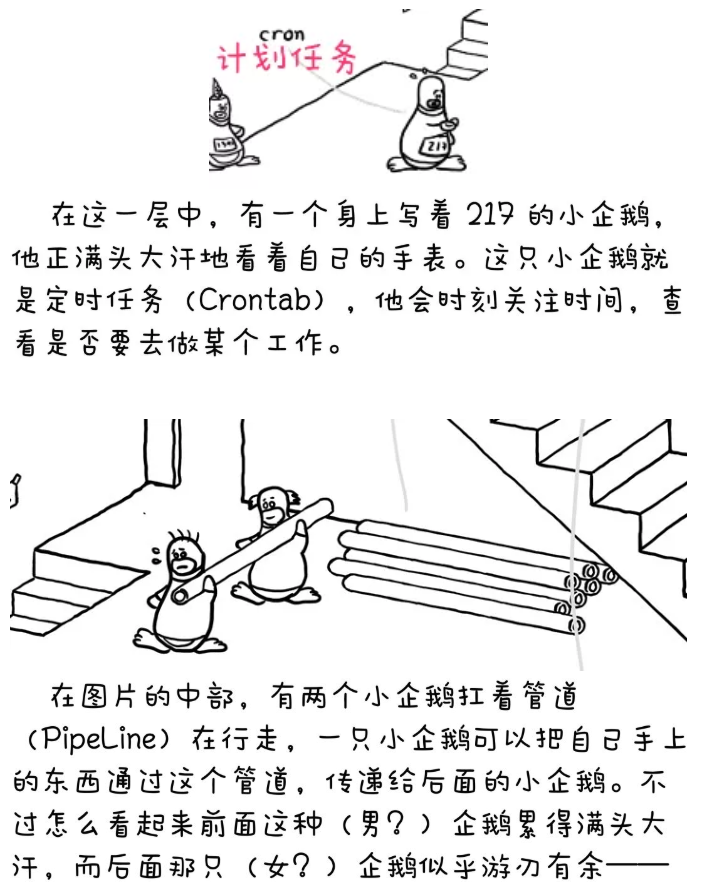 cron
计划任务
217
在这一层中，有一个身上写着 217 的小企鹅，
他正满头大汗地看着自己的手表。这只小企鹅就
是定时任务（Crontab），他会时刻关注时间，查
看是否要去做某个工作。
在图片的中部，有两个小企鹅扛着管道
（PipeLine）在行走，一只小企鹅可以把自己手上
的东西通过这个管道，传递给后面的小企鹅。不
过怎么看起来前面这种（男？）企鹅累得满头大
汗，而后面那只（女？）企鹅似乎游刃有余——